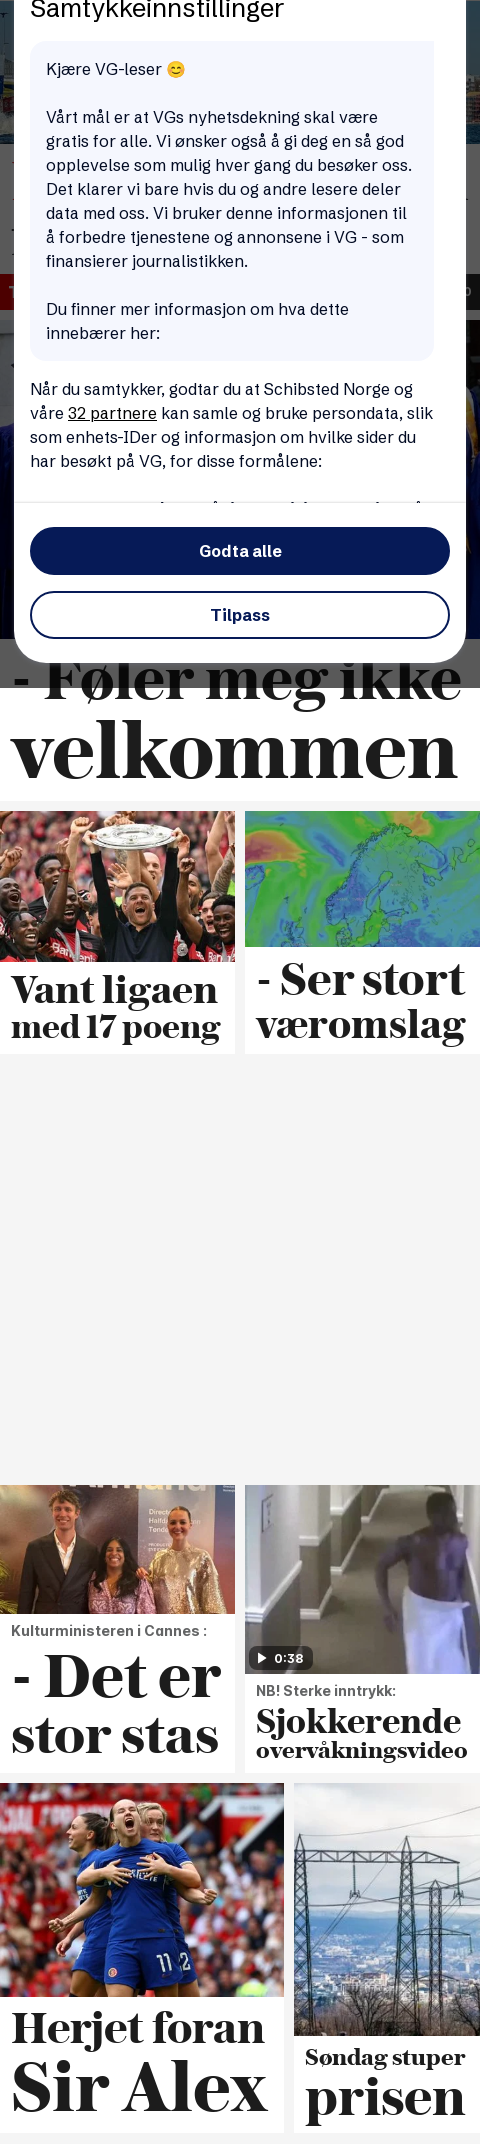 Samtykkeinnstillinger
Kjære VG-leser 😊
Vårt mål er at VGs nyhetsdekning skal være
gratis for alle. Vi ønsker også å gi deg en så god
opplevelse som mulig hver gang du besøker oss.
Det klarer vi bare hvis du og andre lesere deler
data med oss. Vi bruker denne informasjonen til
å forbedre tjenestene og annonsene i VG - som
finansierer journalistikken.
Du finner mer informasjon om hva dette
innebærer her:
Når du samtykker, godtar du at Schibsted Norge og
våre 32 partnere kan samle og bruke persondata, slik
som enhets-IDer og informasjon om hvilke sider du
har besøkt på VG, for disse formålene:
Godta alle
Tilpass
- Føler meg ikke
velkommen
Vant ligaen
med 17 poeng
- Ser stort
væromslag
Kulturministeren i Cannes :
- Det er
stor stas
0:38
NB! Sterke inntrykk:
Sjokkerende
overvåkningsvideo
11
Herjet foran
Sir Alex
Søndag stuper
prisen